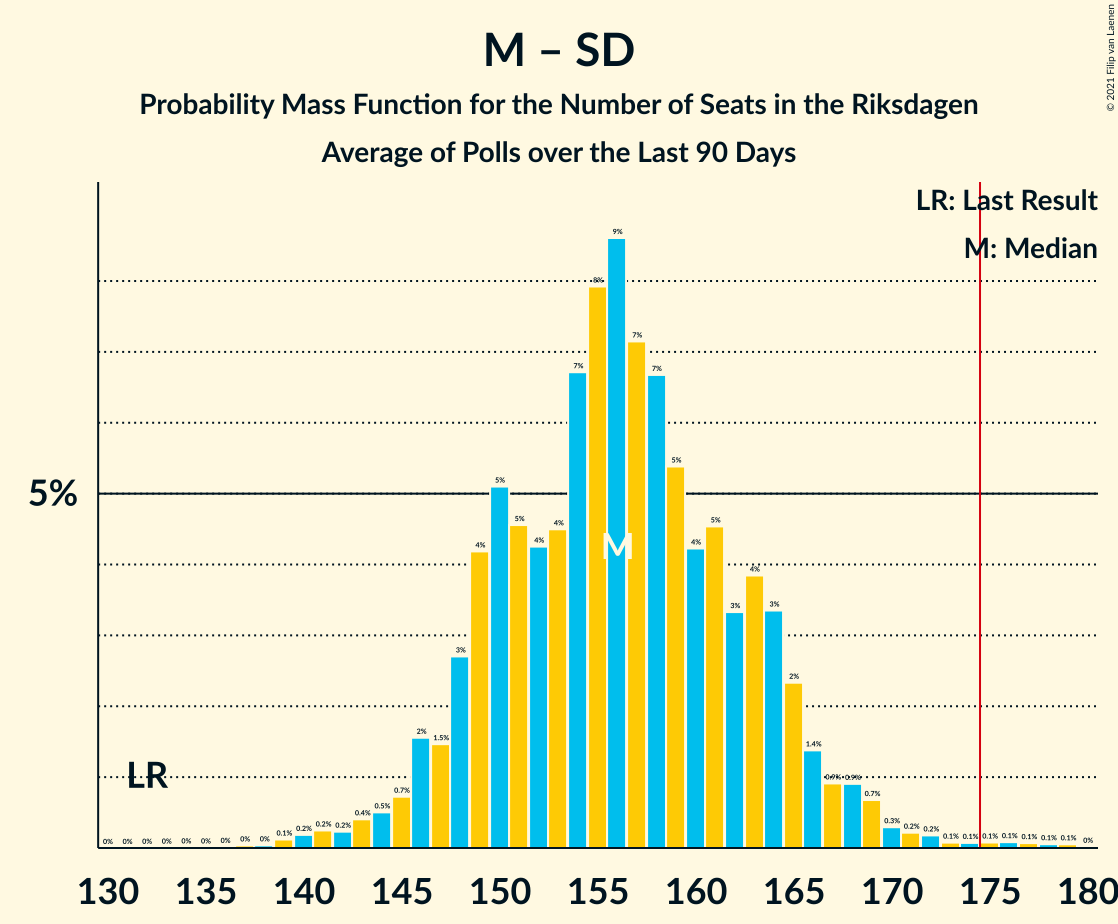 M – SD
Probability Mass Function for the Number of Seats in the Riksdagen
Average of Polls over the Last 90 Days
© 2021 Filip van Laenen
LR: Last Result
M: Median
5%
LR
M
0% 0% 0% 0% 0% 0% 0% 0% 0% 0.1% 0.2% 0.2% 0.2% 0.4% 0.5% 0.7% 2% 1.5% 3% 4% 5% 5% 4% 4% 7% 8% 9% 7% 7% 5% 4% 5% 3% 4% 3% 2% 1.4% 0.9% 0.9% 0.7% 0.3% 0.2% 0.2% 0.1% 0.1% 0.1% 0.1% 0.1% 0.1% 0.1% 0%
130 135 140 145 150 155 160 165 170 175 180